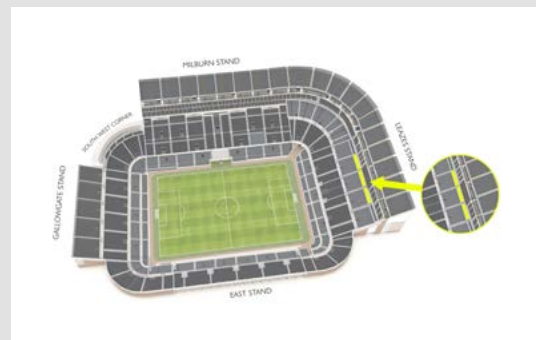 MILBURN STAND
SOUTH WEST CORNER
LEAZES STAND
GALLOWGATE STAND
EAST STAND